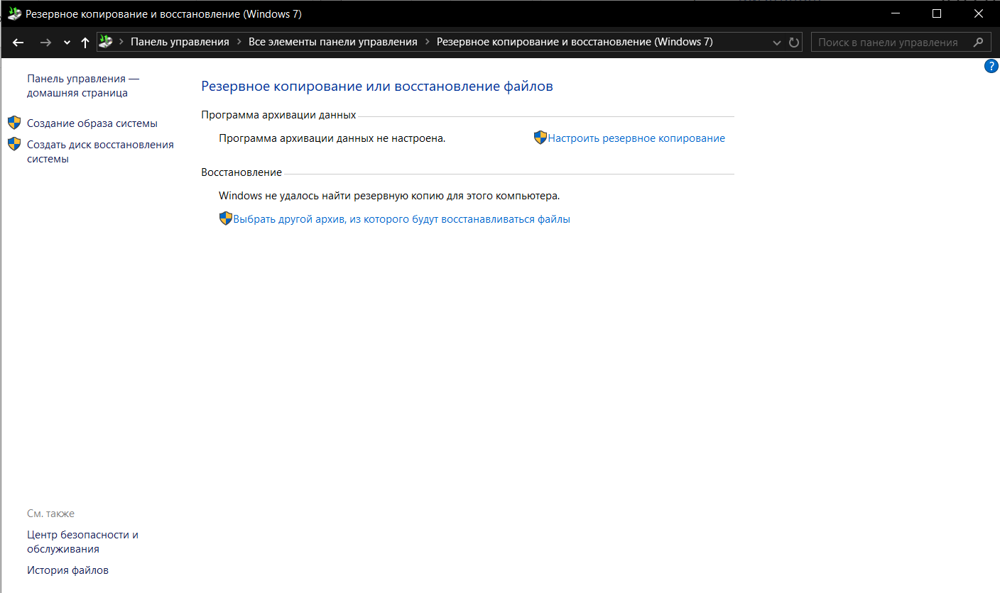 Резервное копирование и восстановление (Windows 7)
Панель управления
Все элементы панели управления
Резервное копирование и восстановление (Windows 7)
Поиск в панели управления
?
Панель управления —
домашняя страница
Создание образа системы
Создать диск восстановления
системы
Резервное копирование или восстановление файлов
Программа архивации данных
Программа архивации данных не настроена.
Настроить резервное копирование
Восстановление
Windows не удалось найти резервную копию для этого компьютера.
Выбрать другой архив, из которого будут восстанавливаться файлы
См. также
Центр безопасности и
обслуживания
История файлов